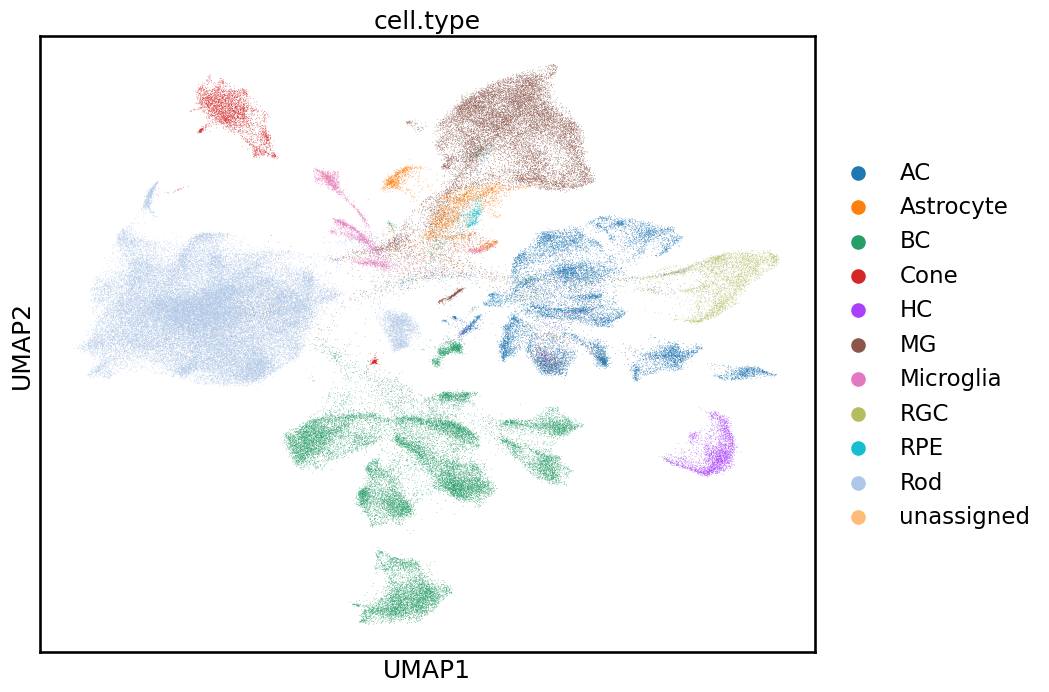 cell.type
UMAP2
UMAP1
AC
Astrocyte
BC
Cone
HC
MG
Microglia
RGC
RPE
Rod
unassigned